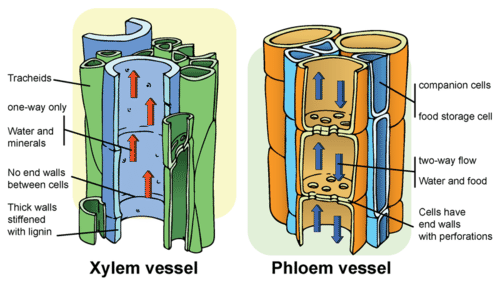 Tracheids
one-way only
Water and
minerals
No end walls
between cells
Thick walls
stiffened
with lignin
Xylem vessel
companion cells
food storage cell
two-way flow
Water and food
Cells have
end walls
with perforations
Phloem vessel